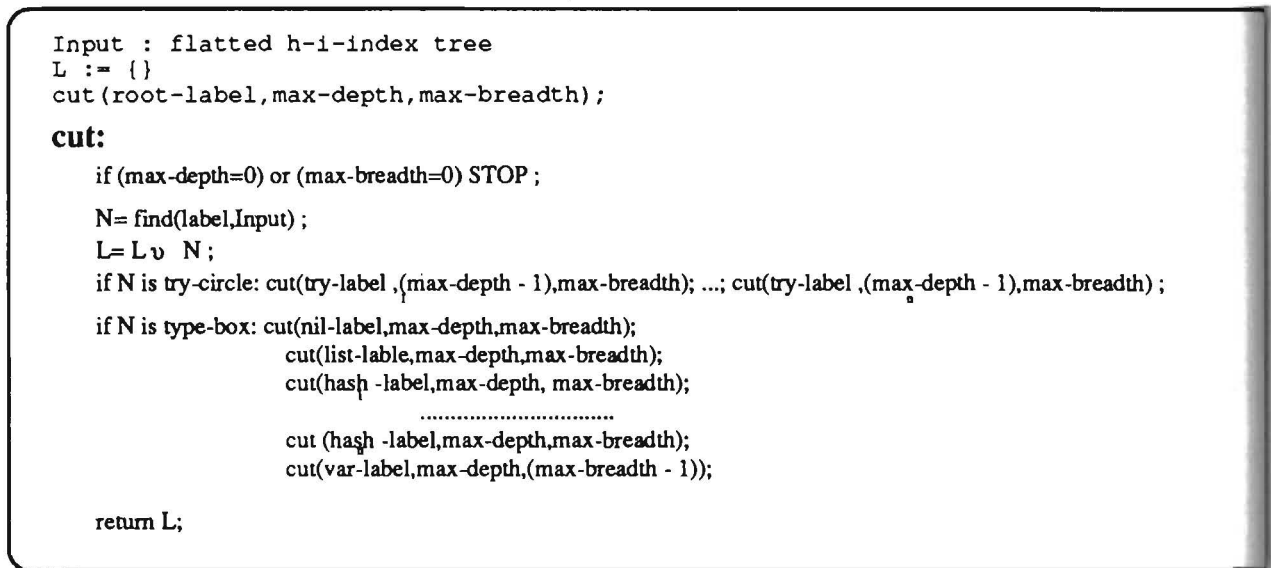 Input : flatted h-i-index tree
L := {}
cut(root-label,max-depth,max-breadth);
cut:
if (max-depth=0) or (max-breadth=0) STOP ;
N= find(label,Input) ;
L= L υ N ;
if N is try-circle: cut(try-label₁,(max-depth - 1),max-breadth); ...; cut(try-labelₙ,(max-depth - 1),max-breadth) ;
if N is type-box: cut(nil-label,max-depth,max-breadth);
cut(list-lable,max-depth,max-breadth);
cut(hash₁-label,max-depth, max-breadth);
................................
cut (hashₙ-label,max-depth,max-breadth);
cut(var-label,max-depth,(max-breadth - 1));
return L;